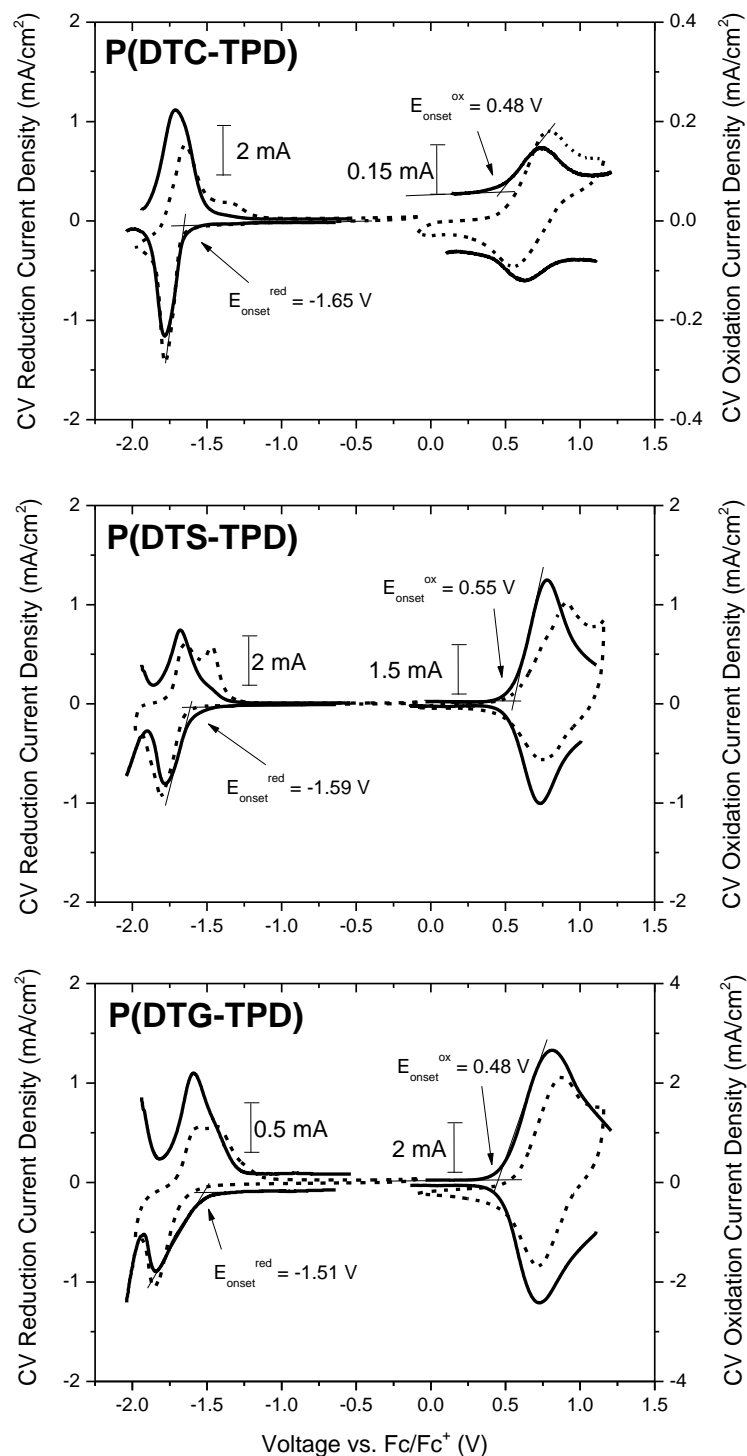 P(DTC-TPD)
CV Reduction Current Density (mA/cm²)
CV Oxidation Current Density (mA/cm²)
2
1
0
-1
-2
0.4
0.2
0.0
-0.2
-0.4
2 mA
0.15 mA
E_onset^ox = 0.48 V
E_onset^red = -1.65 V
-2.0 -1.5 -1.0 -0.5 0.0 0.5 1.0 1.5
P(DTS-TPD)
CV Reduction Current Density (mA/cm²)
CV Oxidation Current Density (mA/cm²)
2
1
0
-1
-2
2
1
0
-1
-2
2 mA
1.5 mA
E_onset^ox = 0.55 V
E_onset^red = -1.59 V
-2.0 -1.5 -1.0 -0.5 0.0 0.5 1.0 1.5
P(DTG-TPD)
CV Reduction Current Density (mA/cm²)
CV Oxidation Current Density (mA/cm²)
2
1
0
-1
-2
4
2
0
-2
-4
0.5 mA
2 mA
E_onset^ox = 0.48 V
E_onset^red = -1.51 V
-2.0 -1.5 -1.0 -0.5 0.0 0.5 1.0 1.5
Voltage vs. Fc/Fc⁺ (V)